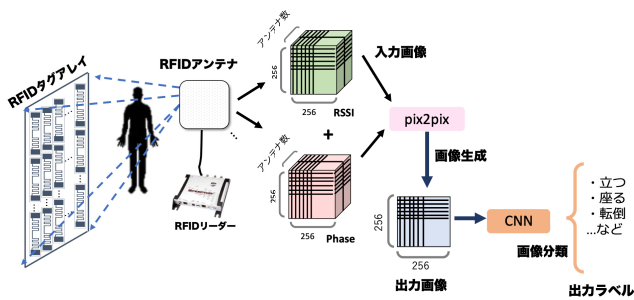 RFIDタグアレイ
RFIDアンテナ
...
RFIDリーダー
アンテナ数
256
256
RSSI
+
アンテナ数
256
256
Phase
入力画像
pix2pix
画像生成
256
256
出力画像
CNN
画像分類
・立つ
・座る
・転倒
...など
出力ラベル